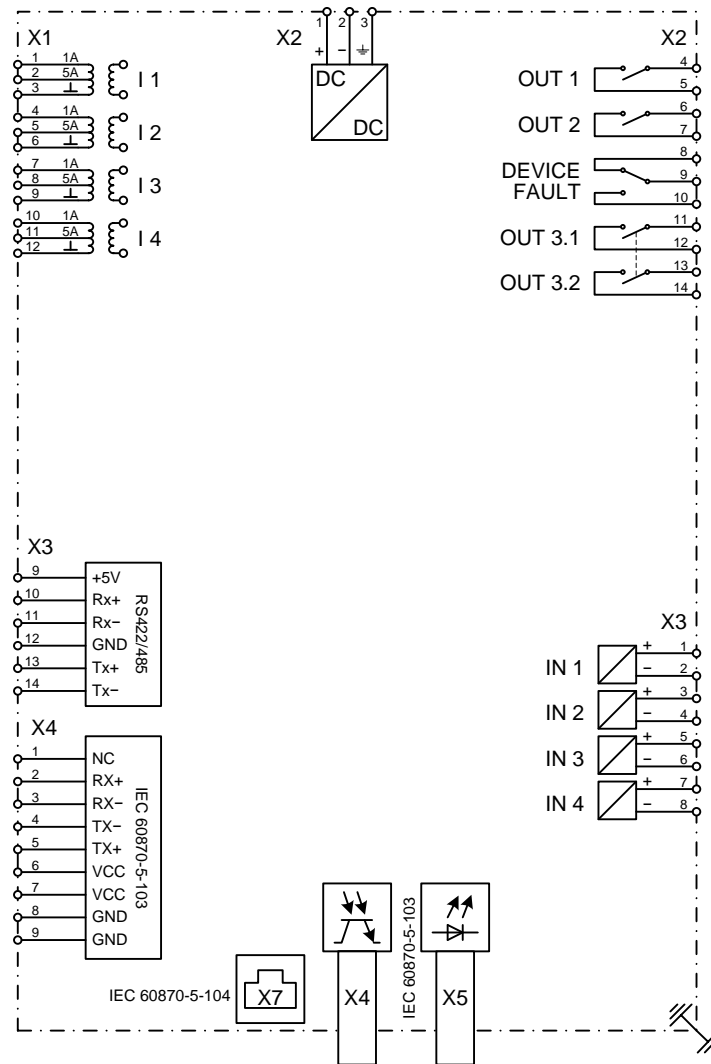 X1
1 1A
2 5A
3
I 1
4 1A
5 5A
6
I 2
7 1A
8 5A
9
I 3
10 1A
11 5A
12
I 4
X2
1 2 3
+ −
DC
DC
X2
OUT 1
4
5
OUT 2
6
7
DEVICE
FAULT
8
9
10
OUT 3.1
11
12
OUT 3.2
13
14
X3
9 +5V
10 Rx+
11 Rx−
12 GND
13 Tx+
14 Tx−
RS422/485
X4
1 NC
2 RX+
3 RX−
4 TX−
5 TX+
6 VCC
7 VCC
8 GND
9 GND
IEC 60870-5-103
X3
IN 1
+ 1
− 2
IN 2
+ 3
− 4
IN 3
+ 5
− 6
IN 4
+ 7
− 8
IEC 60870-5-104
X7
X4
IEC 60870-5-103
X5